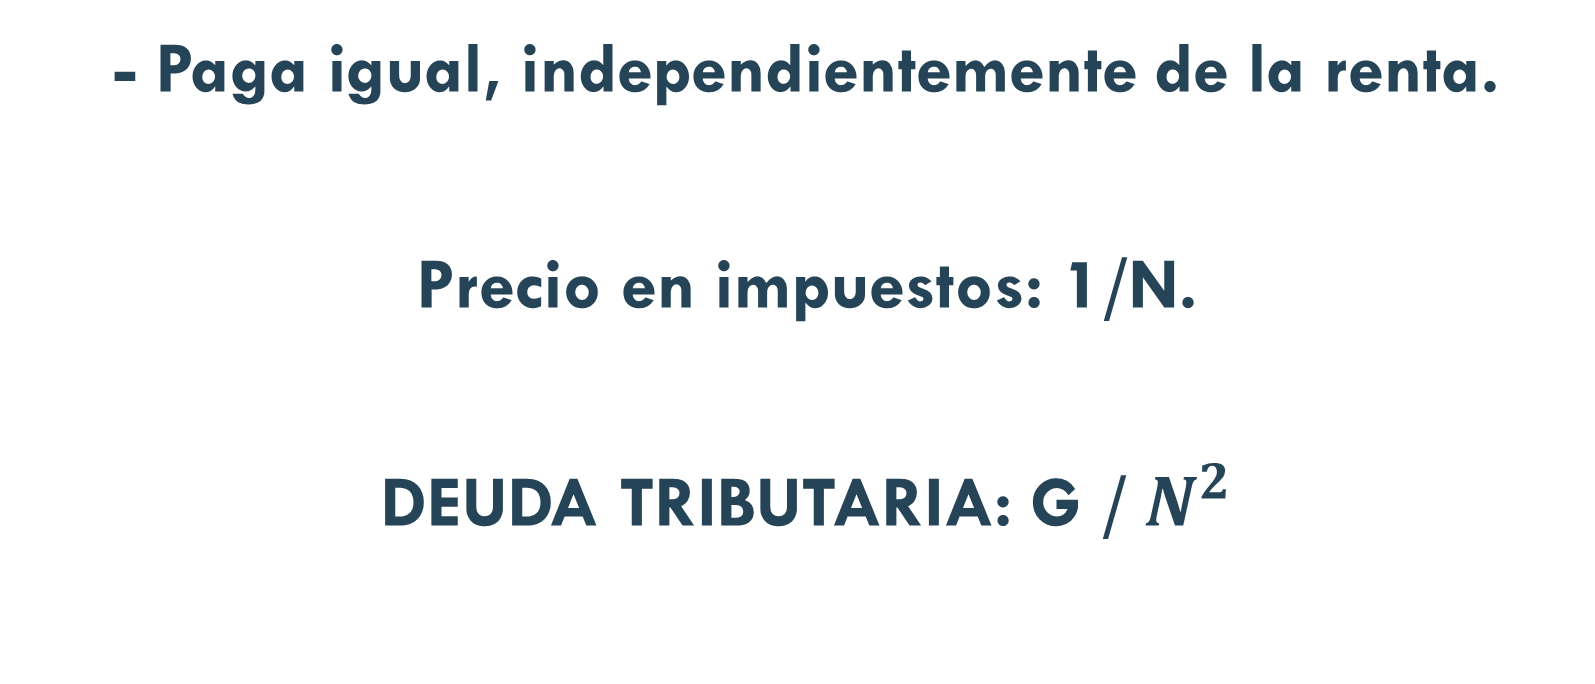 - Paga igual, independientemente de la renta.
Precio en impuestos: 1/N.
DEUDA TRIBUTARIA: G / N²